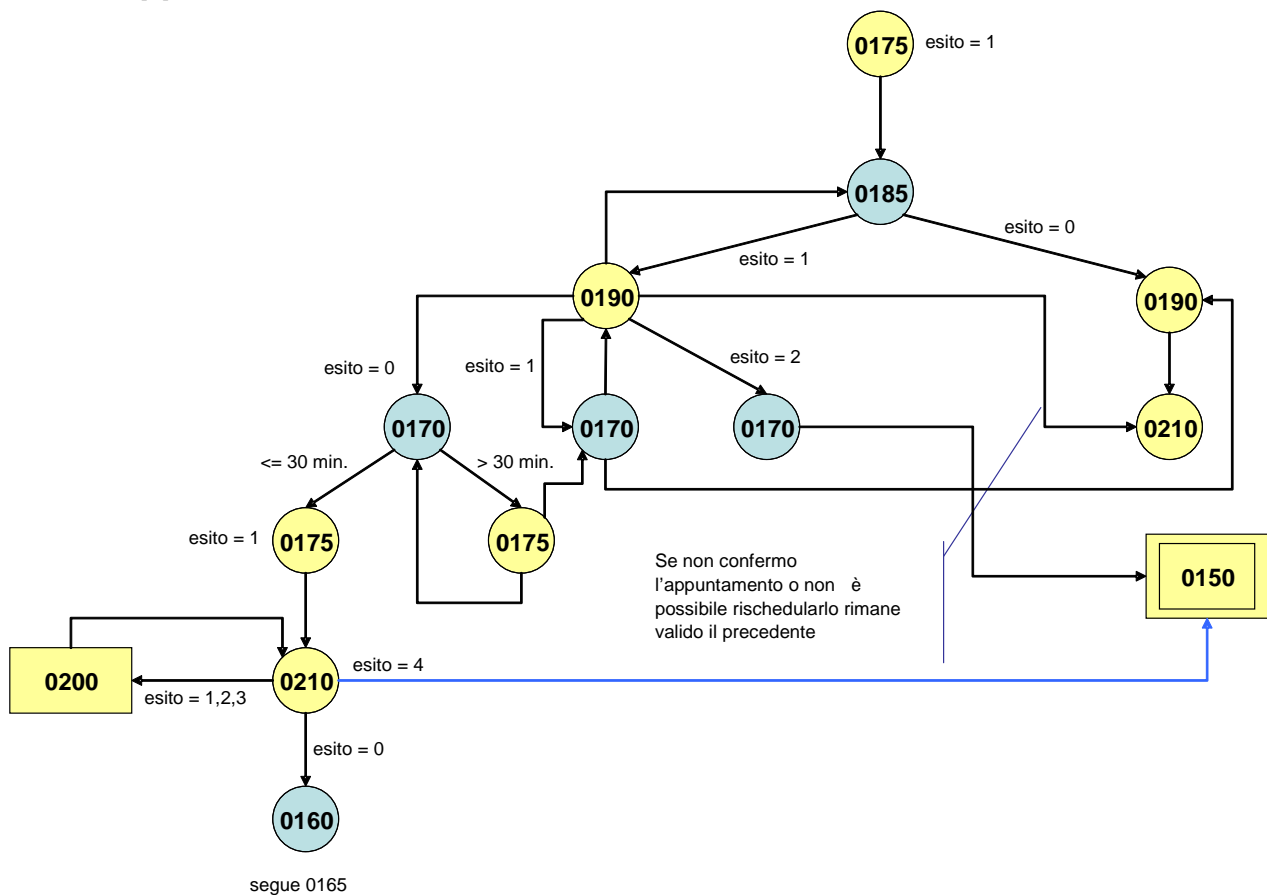 0175
esito = 1
0185
esito = 0
esito = 1
0190
0190
esito = 2
esito = 0
esito = 1
0170
0170
0170
0210
<= 30 min.
> 30 min.
esito = 1
0175
0175
Se non confermo
l'appuntamento o non è
possibile rischedularlo rimane
valido il precedente
0150
0200
esito = 1,2,3
0210
esito = 4
esito = 0
0160
segue 0165